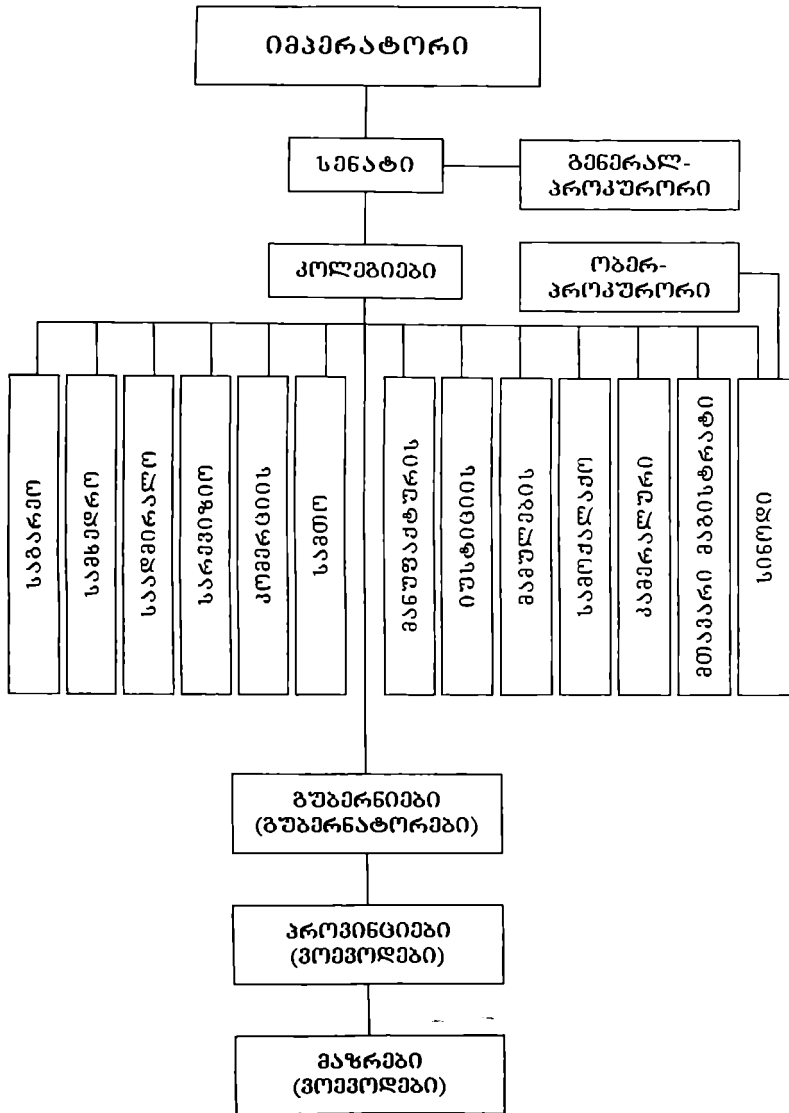 იმპერატორი
სენატი
გენერალ-
პროკურორი
კოლეგიები
ობერ-
პროკურორი
საგარეო
სამხედრო
საადმირალო
სარევიზიო
კომერციის
სამთო
მანუფაქტურის
იუსტიციის
მამულების
სამოქალაქო
კამერალური
მთავარი მაგისტრატი
სინოდი
გუბერნიები
(გუბერნატორები)
პროვინციები
(ვოევოდები)
მაზრები
(ვოევოდები)